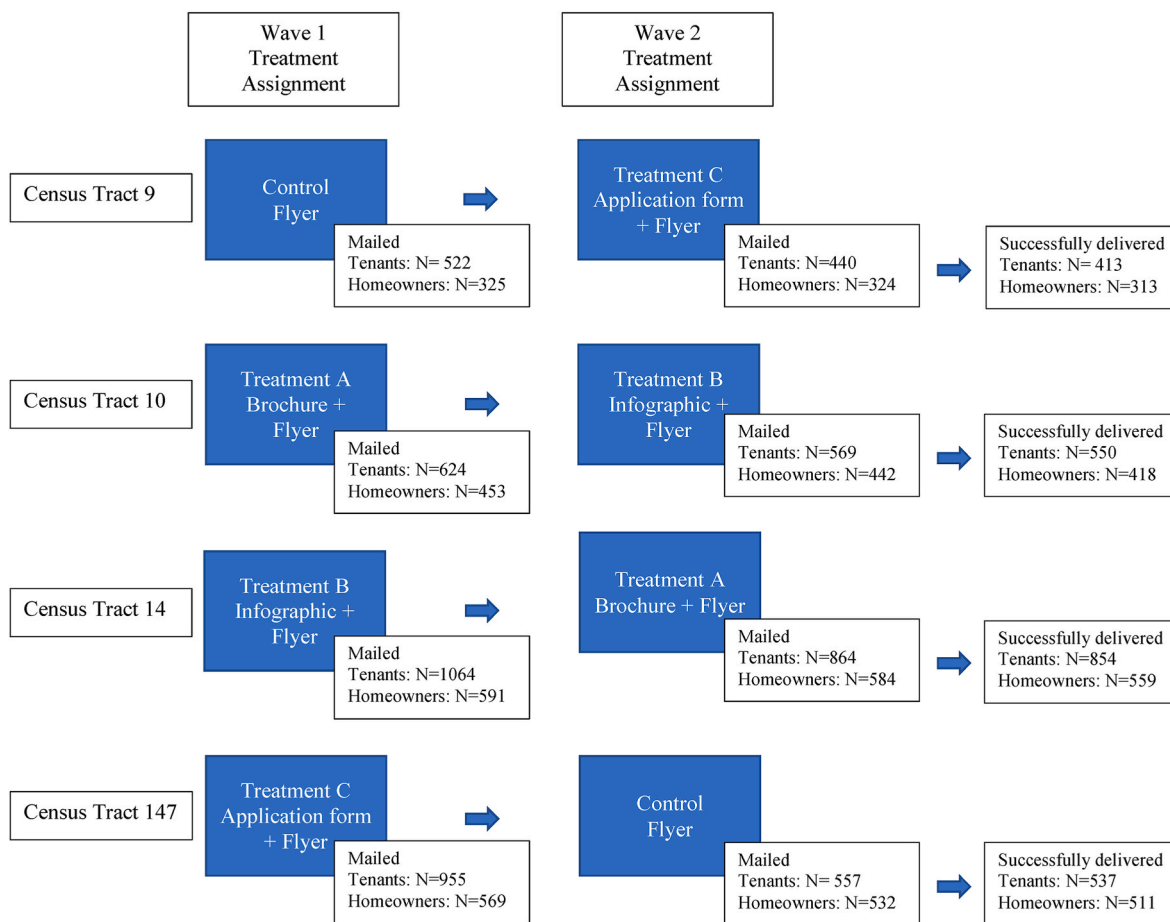 Wave 1
Treatment
Assignment
Wave 2
Treatment
Assignment
Census Tract 9
Control
Flyer
Mailed
Tenants: N= 522
Homeowners: N=325
Treatment C
Application form
+ Flyer
Mailed
Tenants: N=440
Homeowners: N=324
Successfully delivered
Tenants: N= 413
Homeowners: N=313
Census Tract 10
Treatment A
Brochure +
Flyer
Mailed
Tenants: N=624
Homeowners: N=453
Treatment B
Infographic +
Flyer
Mailed
Tenants: N=569
Homeowners: N=442
Successfully delivered
Tenants: N=550
Homeowners: N=418
Census Tract 14
Treatment B
Infographic +
Flyer
Mailed
Tenants: N=1064
Homeowners: N=591
Treatment A
Brochure + Flyer
Mailed
Tenants: N=864
Homeowners: N=584
Successfully delivered
Tenants: N=854
Homeowners: N=559
Census Tract 147
Treatment C
Application form
+ Flyer
Mailed
Tenants: N=955
Homeowners: N=569
Control
Flyer
Mailed
Tenants: N= 557
Homeowners: N=532
Successfully delivered
Tenants: N=537
Homeowners: N=511